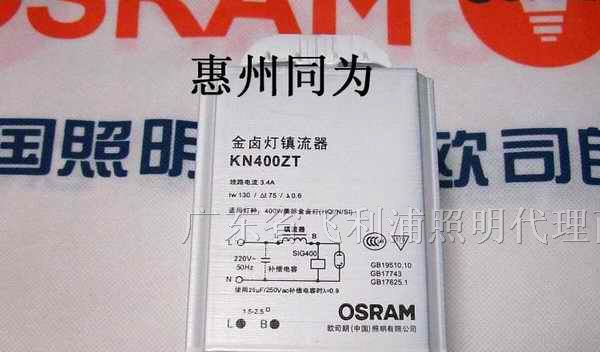 OSRAM
惠州同为
国照明
欧司
金卤灯镇流器
KN400ZT
线路电流 3.4A
tw 130 / Δt 75 / λ 0.6
适用灯种: 400W美标金卤灯(HQI/N/SI)
广东省飞利浦照明代理商
L
镇流器
B
SIG400
220V~
50Hz
补偿电容
N
GB19510.10
GB17743
GB17625.1
使用25μF/250Vac补偿电容时λ≥0.9
1.5-2.5
L
B
OSRAM
欧司朗(中国)照明有限公司